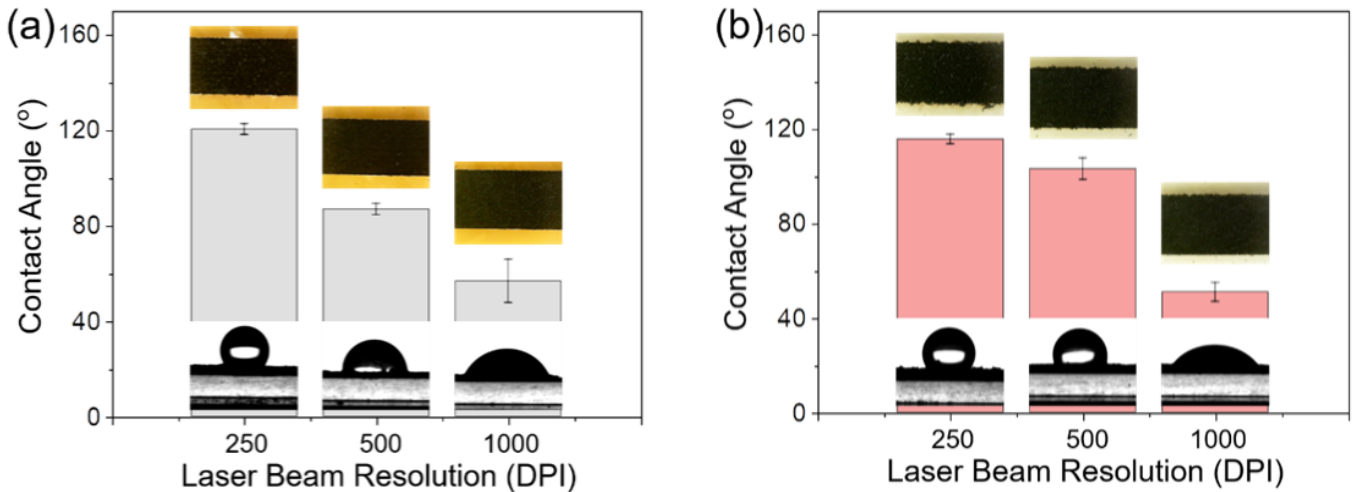 (a)
Contact Angle (º)
160
120
80
40
0
250 500 1000
Laser Beam Resolution (DPI)
(b)
Contact Angle (º)
160
120
80
40
0
250 500 1000
Laser Beam Resolution (DPI)